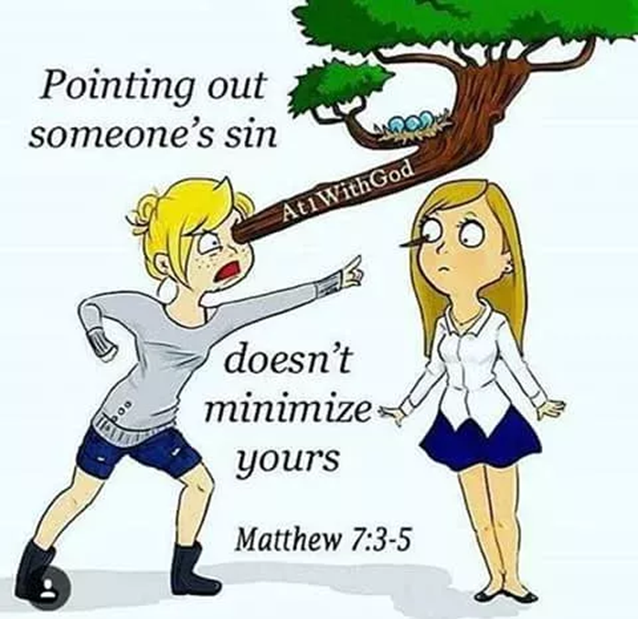 Pointing out
someone's sin
At1WithGod
doesn't
minimize
yours
Matthew 7:3-5